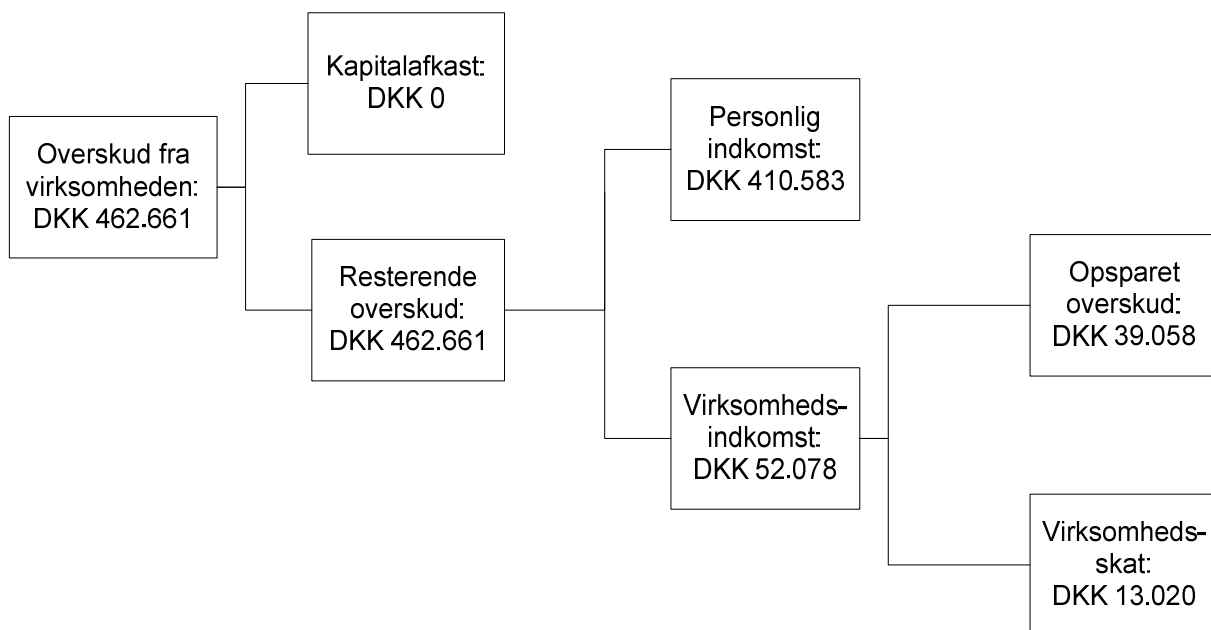 Overskud fra
virksomheden:
DKK 462.661
Kapitalafkast:
DKK 0
Resterende
overskud:
DKK 462.661
Personlig
indkomst:
DKK 410.583
Virksomheds-
indkomst:
DKK 52.078
Opsparet
overskud:
DKK 39.058
Virksomheds-
skat:
DKK 13.020